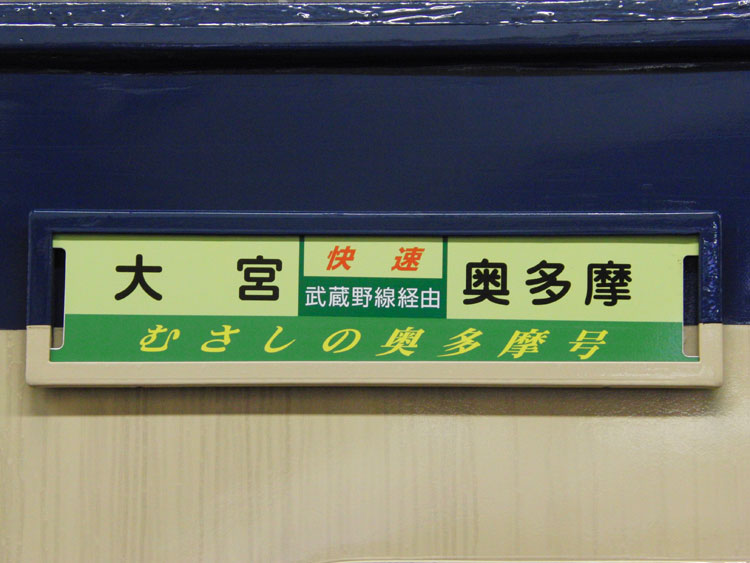 大宮
快速
武蔵野線経由
奥多摩
むさしの奥多摩号